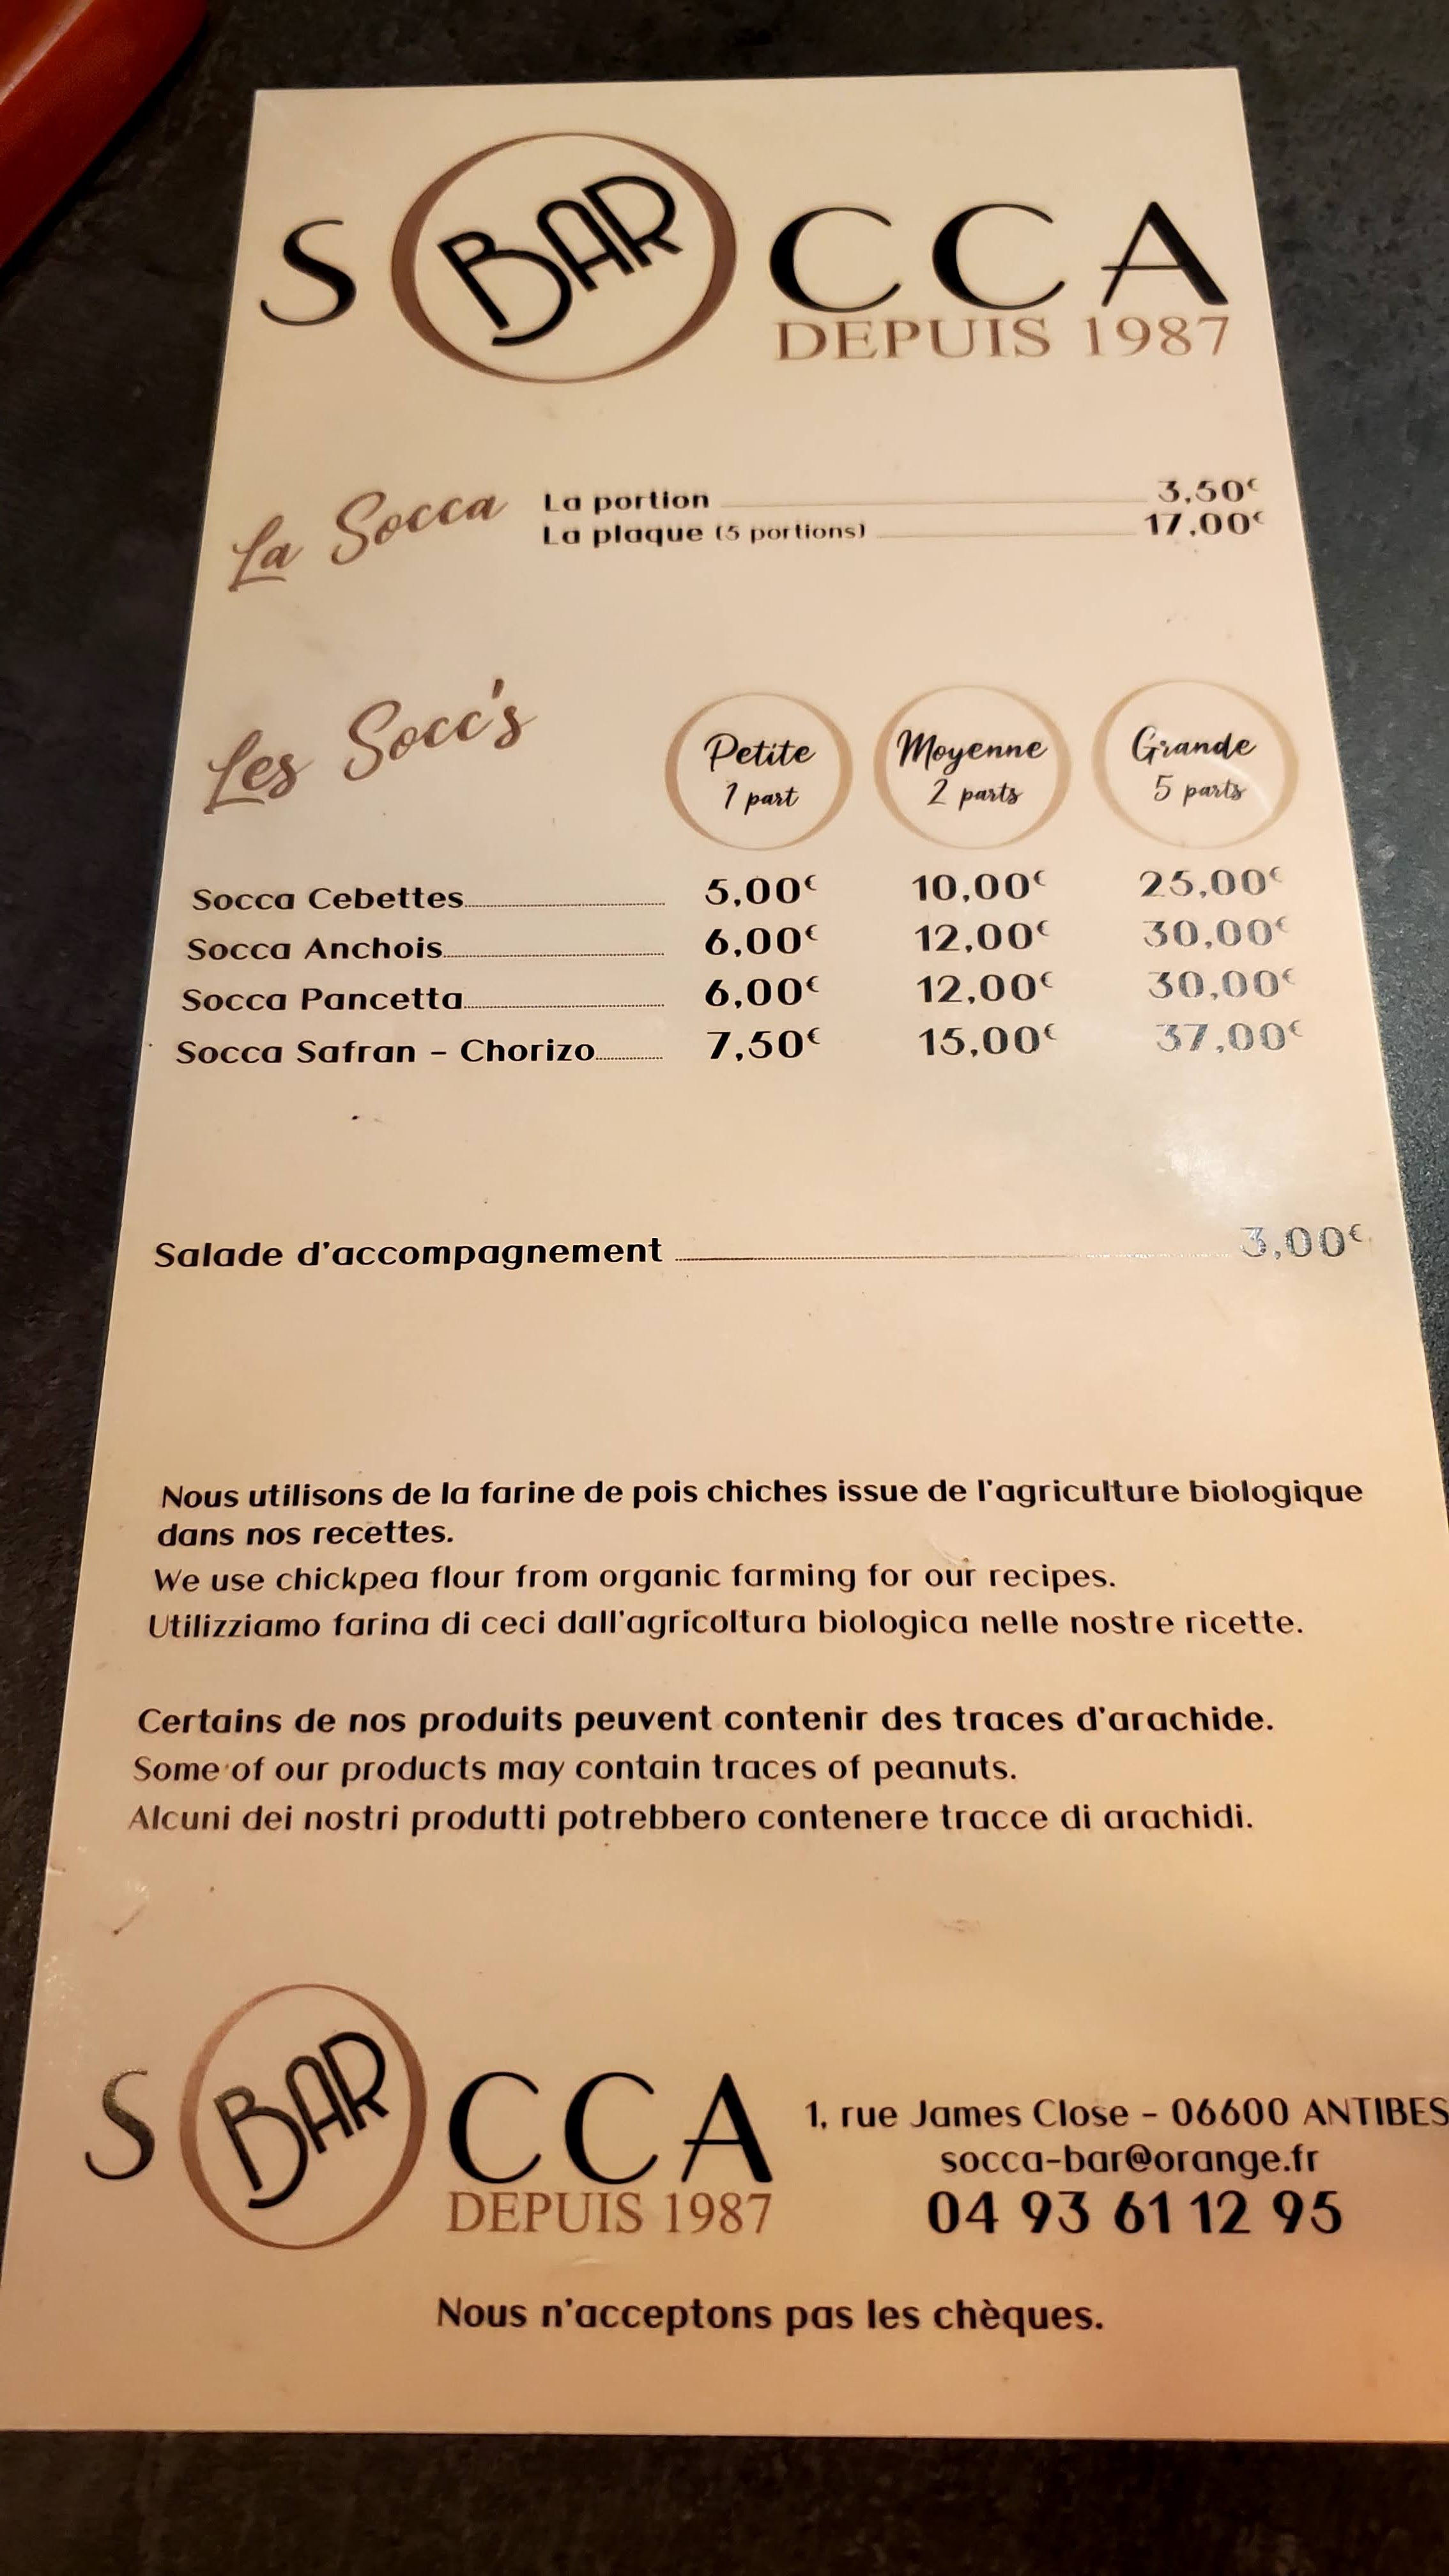 S BAR CCA
DEPUIS 1987
La Socca
La portion 3,50€
La plaque (5 portions) 17,00€
Les Socc's
Petite Moyenne Grande
1 part 2 parts 5 parts
Socca Cebettes 5,00€ 10,00€ 25,00€
Socca Anchois 6,00€ 12,00€ 30,00€
Socca Pancetta 6,00€ 12,00€ 30,00€
Socca Safran - Chorizo 7,50€ 15,00€ 37,00€
Salade d'accompagnement 3,00€
Nous utilisons de la farine de pois chiches issue de l'agriculture biologique
dans nos recettes.
We use chickpea flour from organic farming for our recipes.
Utilizziamo farina di ceci dall'agricoltura biologica nelle nostre ricette.
Certains de nos produits peuvent contenir des traces d'arachide.
Some of our products may contain traces of peanuts.
Alcuni dei nostri produtti potrebbero contenere tracce di arachidi.
S BAR CCA
DEPUIS 1987
1, rue James Close - 06600 ANTIBES
socca-bar@orange.fr
04 93 61 12 95
Nous n'acceptons pas les chèques.